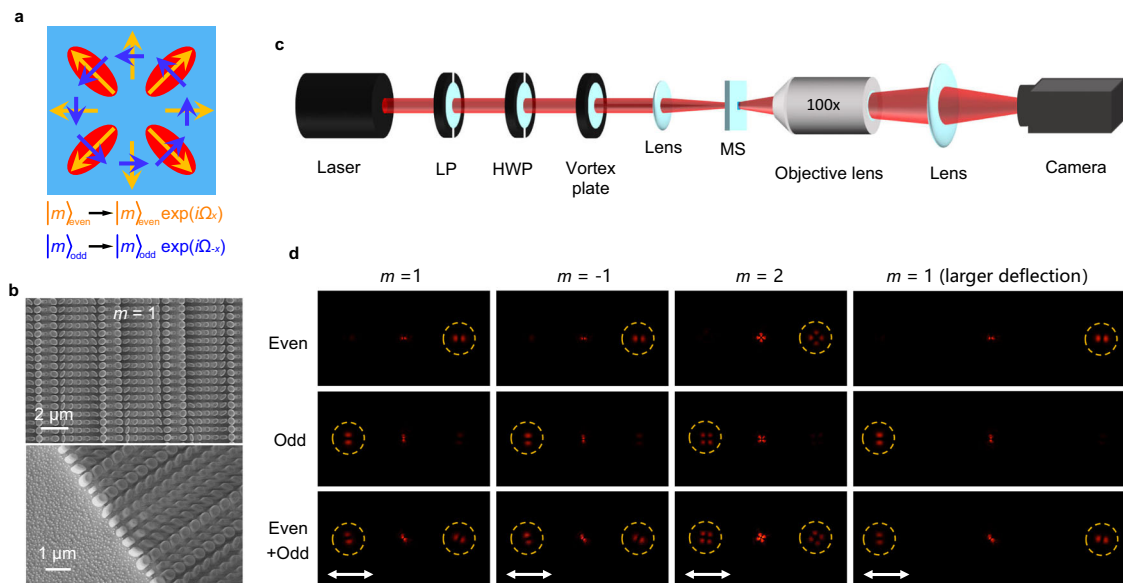 a
|m⟩even → |m⟩even exp(iΩx)
|m⟩odd → |m⟩odd exp(iΩ-x)
b
m = 1
2 μm
1 μm
c
100x
Laser
LP
HWP
Vortex
plate
Lens
MS
Objective lens
Lens
Camera
d
m =1
m = -1
m = 2
m = 1 (larger deflection)
Even
Odd
Even
+Odd